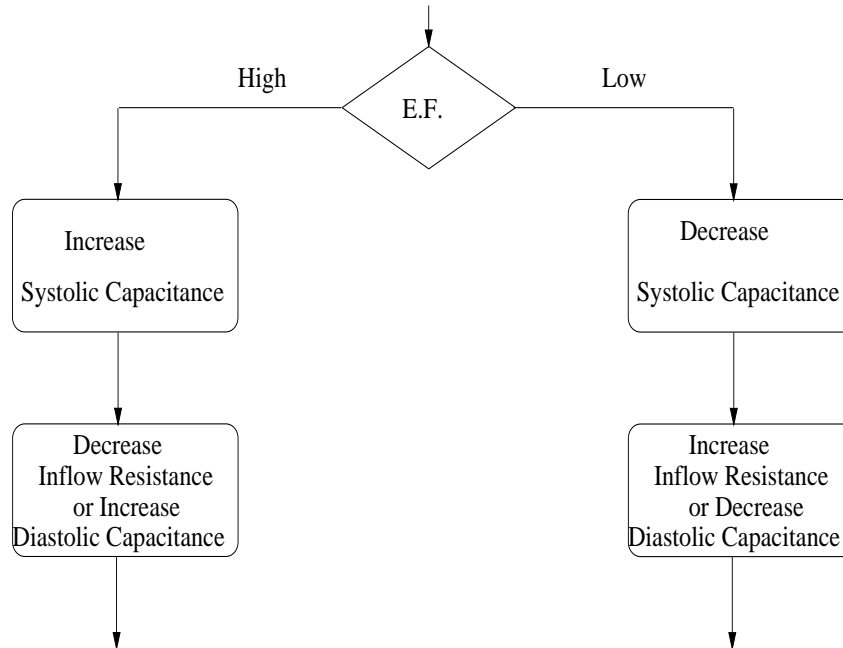 High
Low
E.F.
Increase
Systolic Capacitance
Decrease
Systolic Capacitance
Decrease
Inflow Resistance
or Increase
Diastolic Capacitance
Increase
Inflow Resistance
or Decrease
Diastolic Capacitance